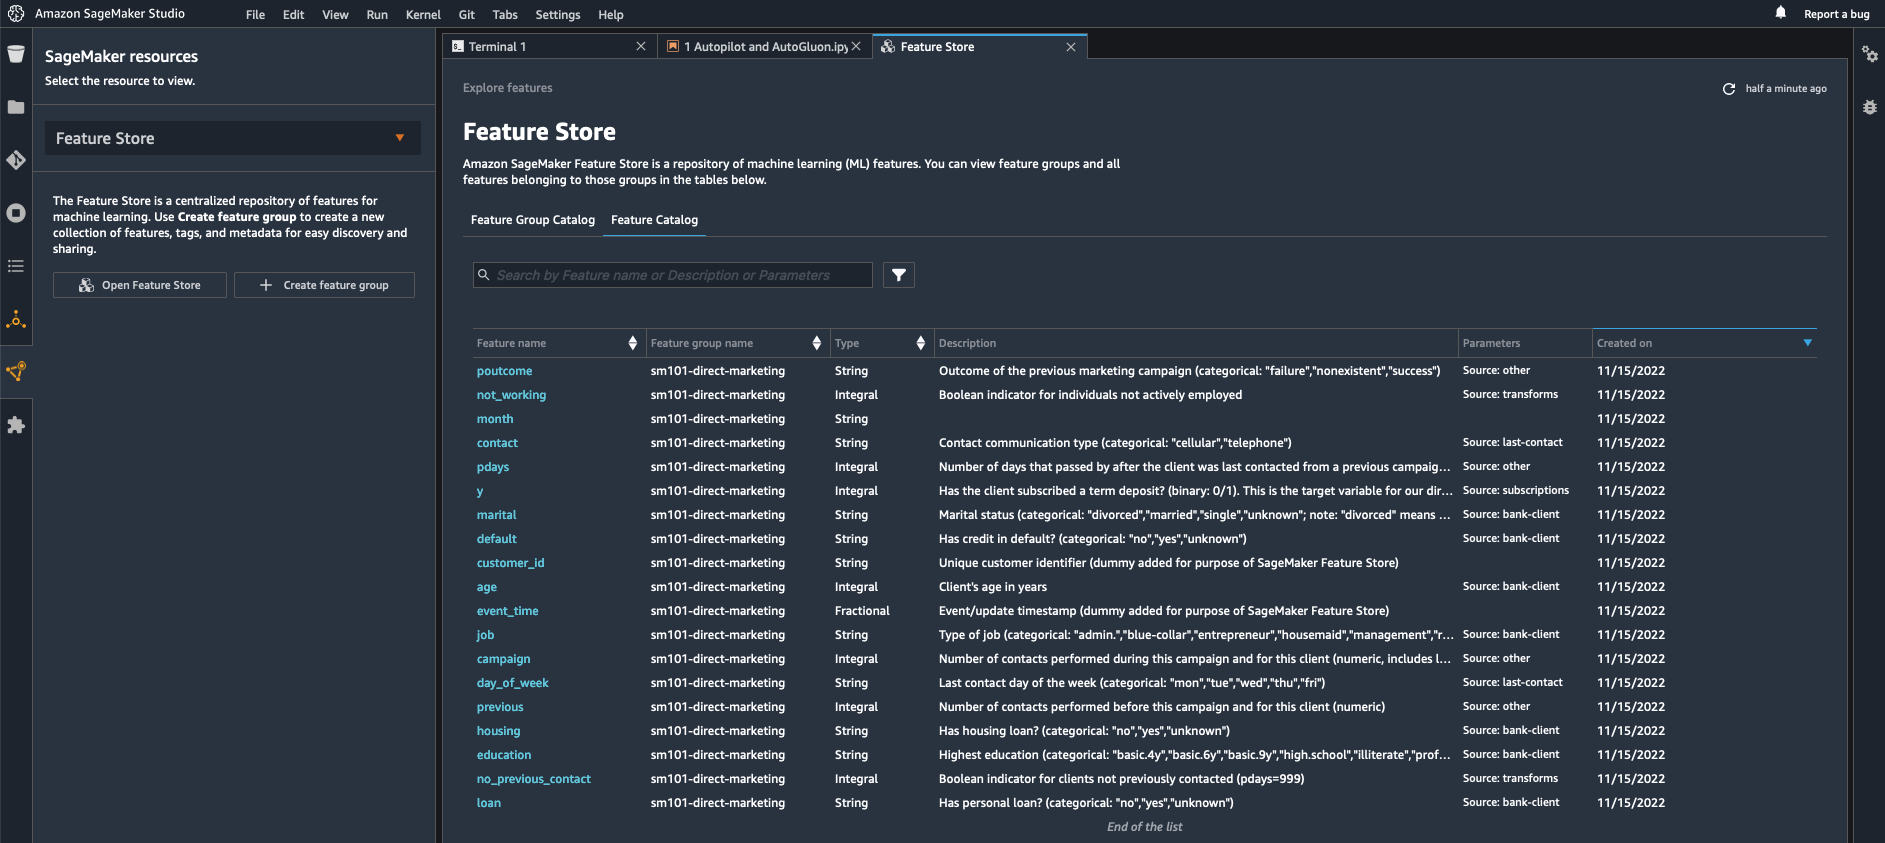 Amazon SageMaker Studio File Edit View Run Kernel Git Tabs Settings Help Report a bug
SageMaker resources
Select the resource to view.
Feature Store
The Feature Store is a centralized repository of features for
machine learning. Use Create feature group to create a new
collection of features, tags, and metadata for easy discovery and
sharing.
Open Feature Store Create feature group
Terminal 1 1 Autopilot and AutoGluon.ipy Feature Store
Explore features half a minute ago
Feature Store
Amazon SageMaker Feature Store is a repository of machine learning (ML) features. You can view feature groups and all
features belonging to those groups in the tables below.
Feature Group Catalog Feature Catalog
Search by Feature name or Description or Parameters
Feature name Feature group name Type Description Parameters Created on
poutcome sm101-direct-marketing String Outcome of the previous marketing campaign (categorical: "failure","nonexistent","success") Source: other 11/15/2022
not_working sm101-direct-marketing Integral Boolean indicator for individuals not actively employed Source: transforms 11/15/2022
month sm101-direct-marketing String 11/15/2022
contact sm101-direct-marketing String Contact communication type (categorical: "cellular","telephone") Source: last-contact 11/15/2022
pdays sm101-direct-marketing Integral Number of days that passed by after the client was last contacted from a previous campaig... Source: other 11/15/2022
y sm101-direct-marketing Integral Has the client subscribed a term deposit? (binary: 0/1). This is the target variable for our dir... Source: subscriptions 11/15/2022
marital sm101-direct-marketing String Marital status (categorical: "divorced","married","single","unknown"; note: "divorced" means ... Source: bank-client 11/15/2022
default sm101-direct-marketing String Has credit in default? (categorical: "no","yes","unknown") Source: bank-client 11/15/2022
customer_id sm101-direct-marketing String Unique customer identifier (dummy added for purpose of SageMaker Feature Store) 11/15/2022
age sm101-direct-marketing Integral Client's age in years Source: bank-client 11/15/2022
event_time sm101-direct-marketing Fractional Event/update timestamp (dummy added for purpose of SageMaker Feature Store) 11/15/2022
job sm101-direct-marketing String Type of job (categorical: "admin.","blue-collar","entrepreneur","housemaid","management","r... Source: bank-client 11/15/2022
campaign sm101-direct-marketing Integral Number of contacts performed during this campaign and for this client (numeric, includes l... Source: other 11/15/2022
day_of_week sm101-direct-marketing String Last contact day of the week (categorical: "mon","tue","wed","thu","fri") Source: last-contact 11/15/2022
previous sm101-direct-marketing Integral Number of contacts performed before this campaign and for this client (numeric) Source: other 11/15/2022
housing sm101-direct-marketing String Has housing loan? (categorical: "no","yes","unknown") Source: bank-client 11/15/2022
education sm101-direct-marketing String Highest education (categorical: "basic.4y","basic.6y","basic.9y","high.school","illiterate","prof... Source: bank-client 11/15/2022
no_previous_contact sm101-direct-marketing Integral Boolean indicator for clients not previously contacted (pdays=999) Source: transforms 11/15/2022
loan sm101-direct-marketing String Has personal loan? (categorical: "no","yes","unknown") Source: bank-client 11/15/2022
End of the list